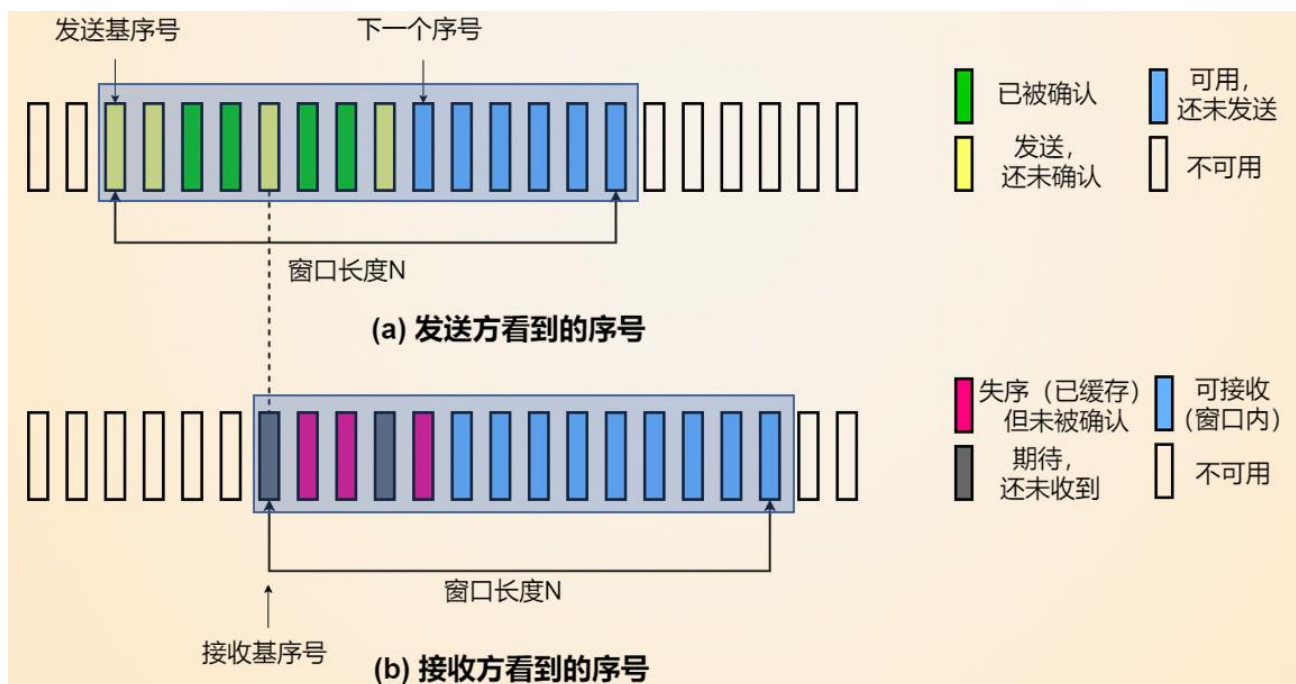 发送基序号
下一个序号
已被确认
可用，
还未发送
发送，
还未确认
不可用
窗口长度N
(a) 发送方看到的序号
失序（已缓存）
但未被确认
可接收
（窗口内）
期待，
还未收到
不可用
窗口长度N
接收基序号
(b) 接收方看到的序号